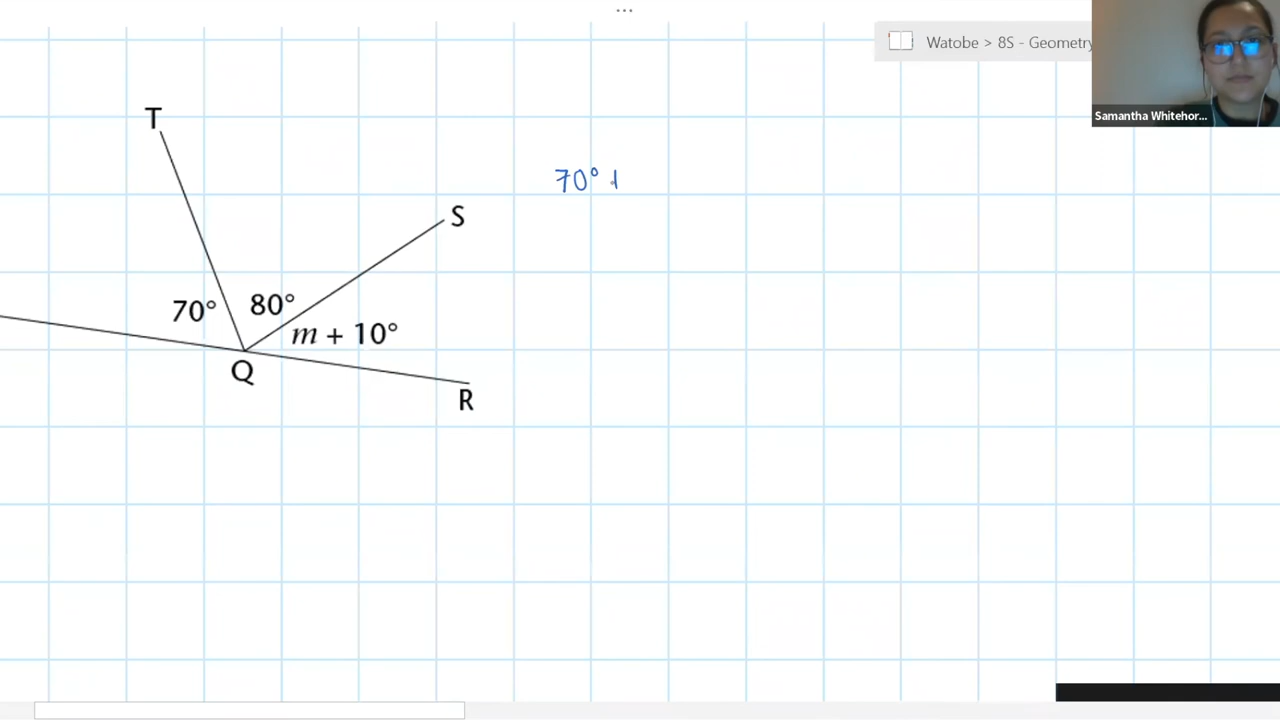 ...
Watobe > 8S - Geometry
Samantha Whitehor...
T
70° +
S
70° 80°
m + 10°
Q
R